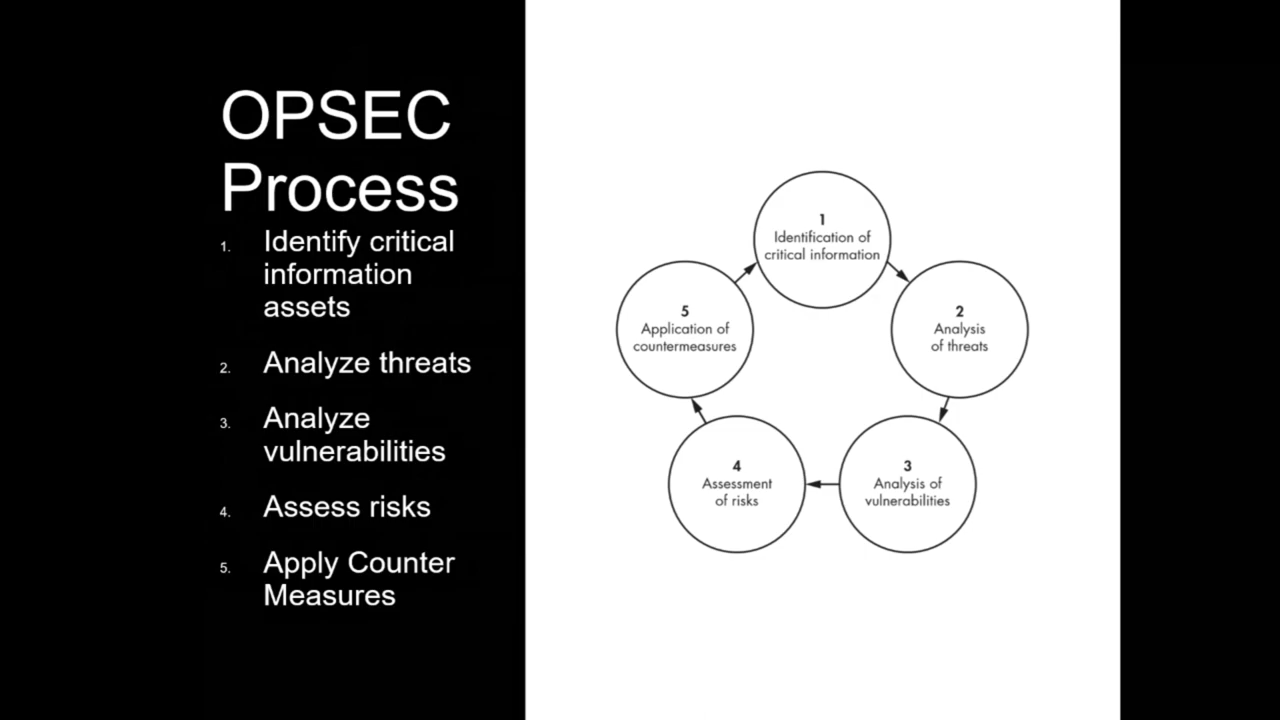 OPSEC
Process
1. Identify critical
information
assets
2. Analyze threats
3. Analyze
vulnerabilities
4. Assess risks
5. Apply Counter
Measures
1
Identification of
critical information
2
Analysis
of threats
3
Analysis of
vulnerabilities
4
Assessment
of risks
5
Application of
countermeasures